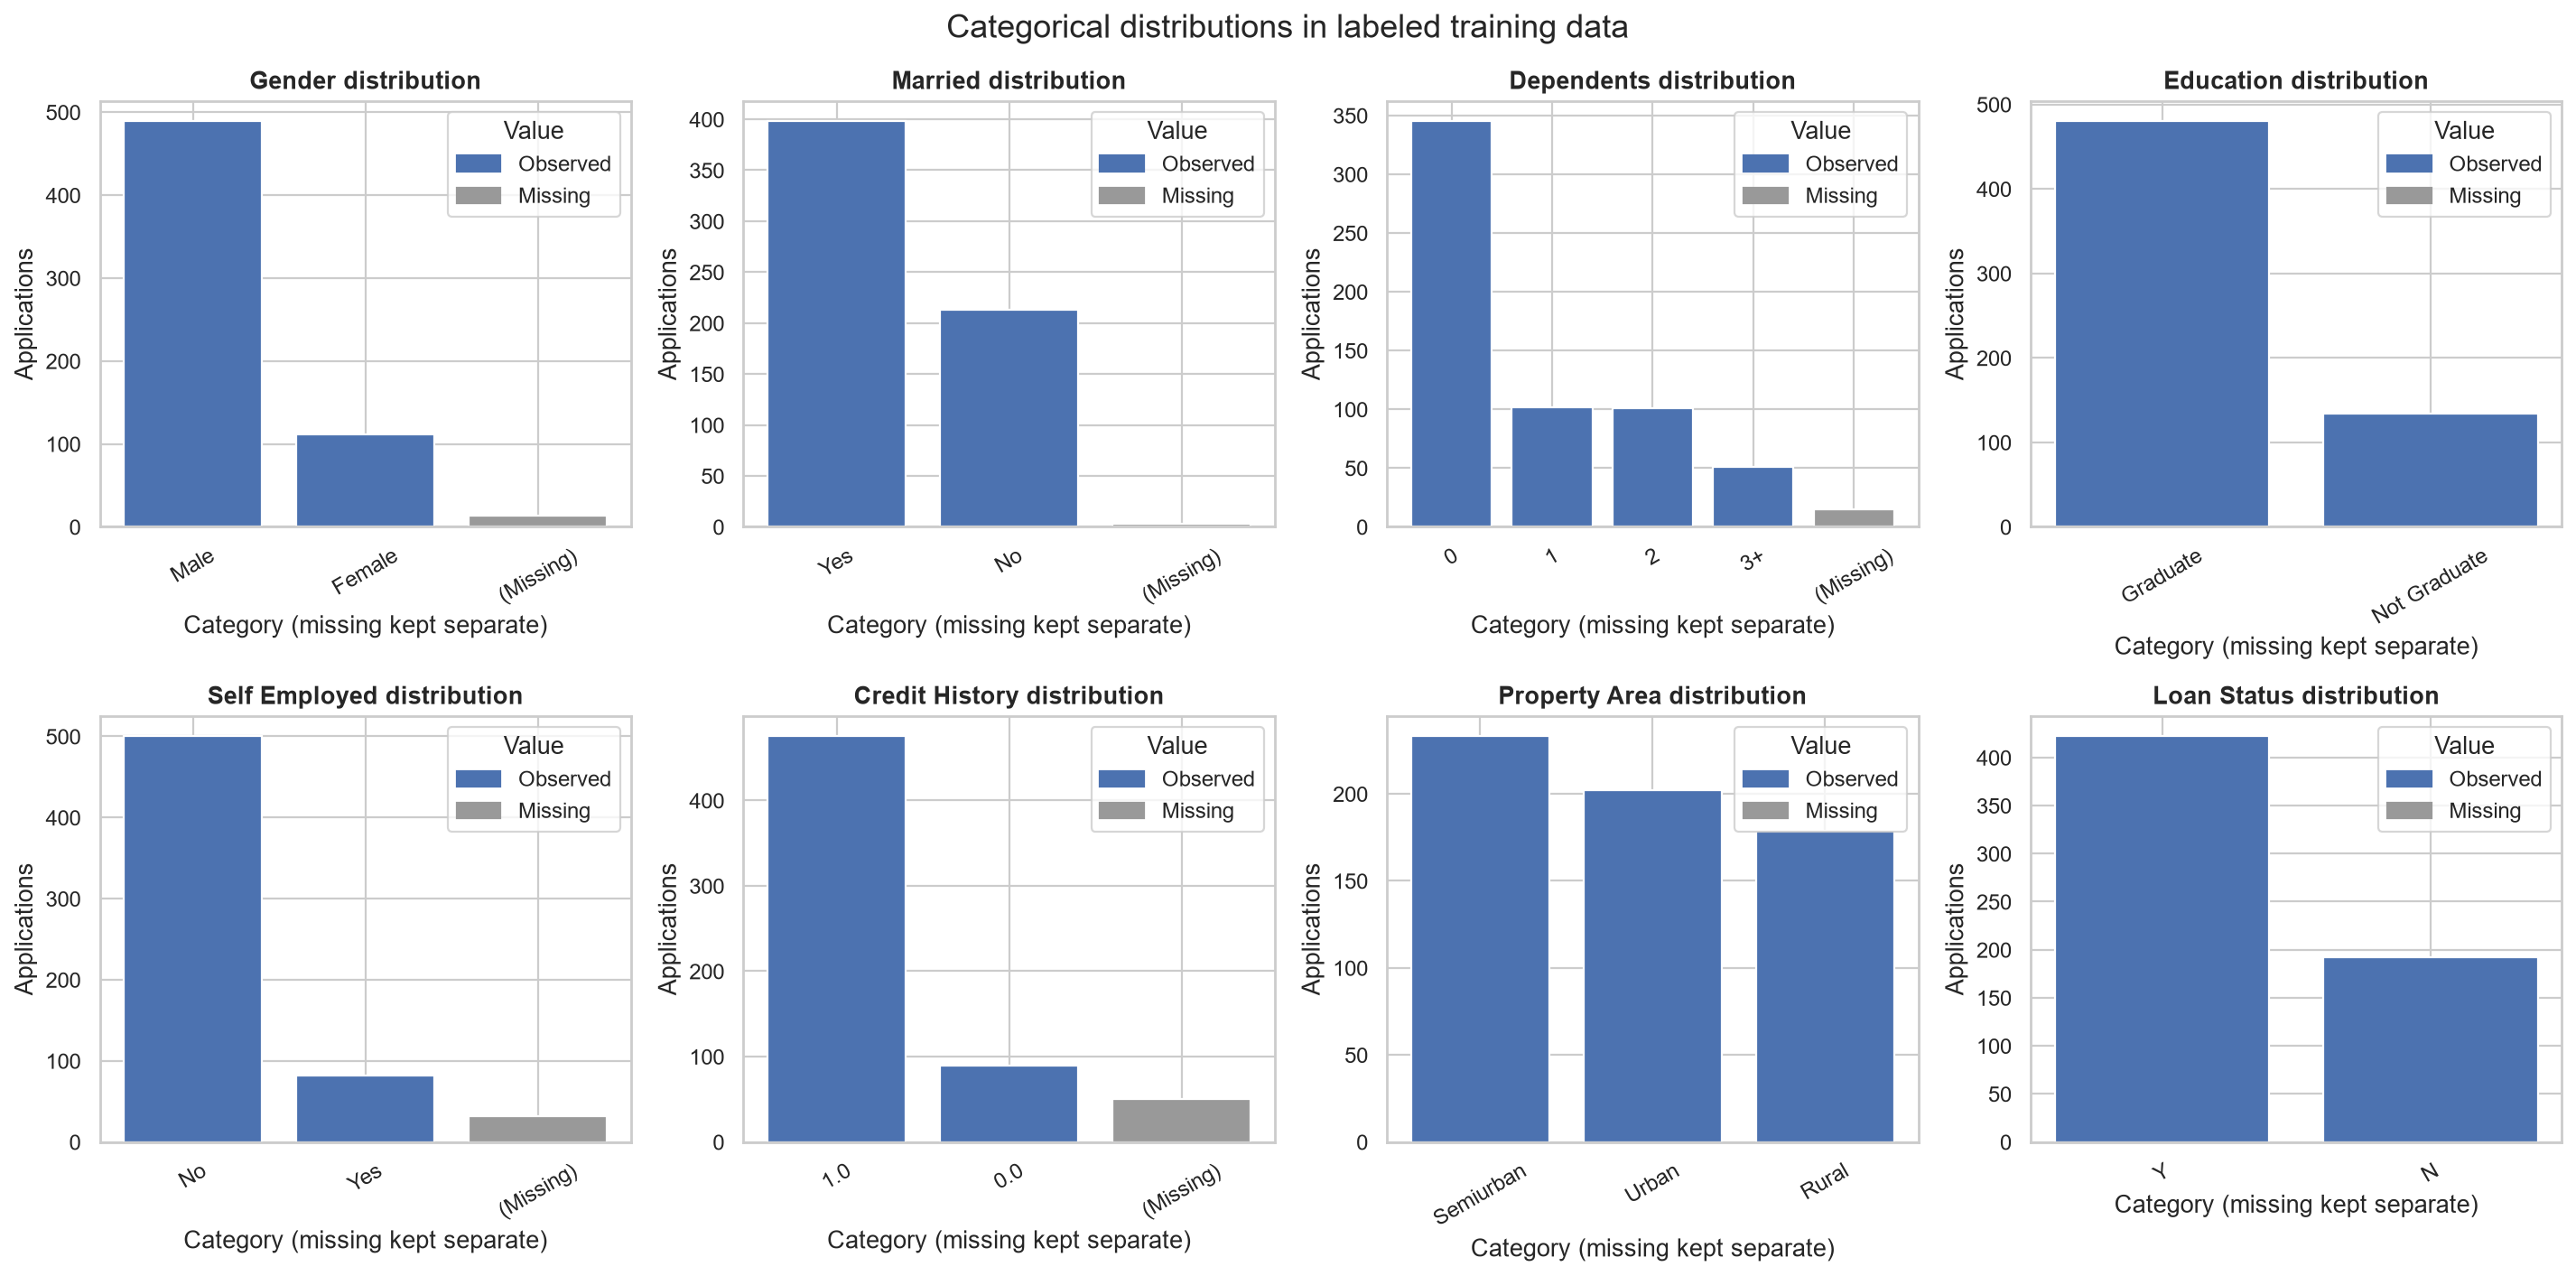 Categorical distributions in labeled training data
Gender distribution
Applications
500
400
300
200
100
0
Value
Observed
Missing
Male
Female
(Missing)
Category (missing kept separate)
Married distribution
Applications
400
350
300
250
200
150
100
50
0
Value
Observed
Missing
Yes
No
(Missing)
Category (missing kept separate)
Dependents distribution
Applications
350
300
250
200
150
100
50
0
Value
Observed
Missing
0
1
2
3+
(Missing)
Category (missing kept separate)
Education distribution
Applications
500
400
300
200
100
0
Value
Observed
Missing
Graduate
Not Graduate
Category (missing kept separate)
Self Employed distribution
Applications
500
400
300
200
100
0
Value
Observed
Missing
No
Yes
(Missing)
Category (missing kept separate)
Credit History distribution
Applications
400
300
200
100
0
Value
Observed
Missing
1.0
0.0
(Missing)
Category (missing kept separate)
Property Area distribution
Applications
200
150
100
50
0
Value
Observed
Missing
Semiurban
Urban
Rural
Category (missing kept separate)
Loan Status distribution
Applications
400
350
300
250
200
150
100
50
0
Value
Observed
Missing
Y
N
Category (missing kept separate)